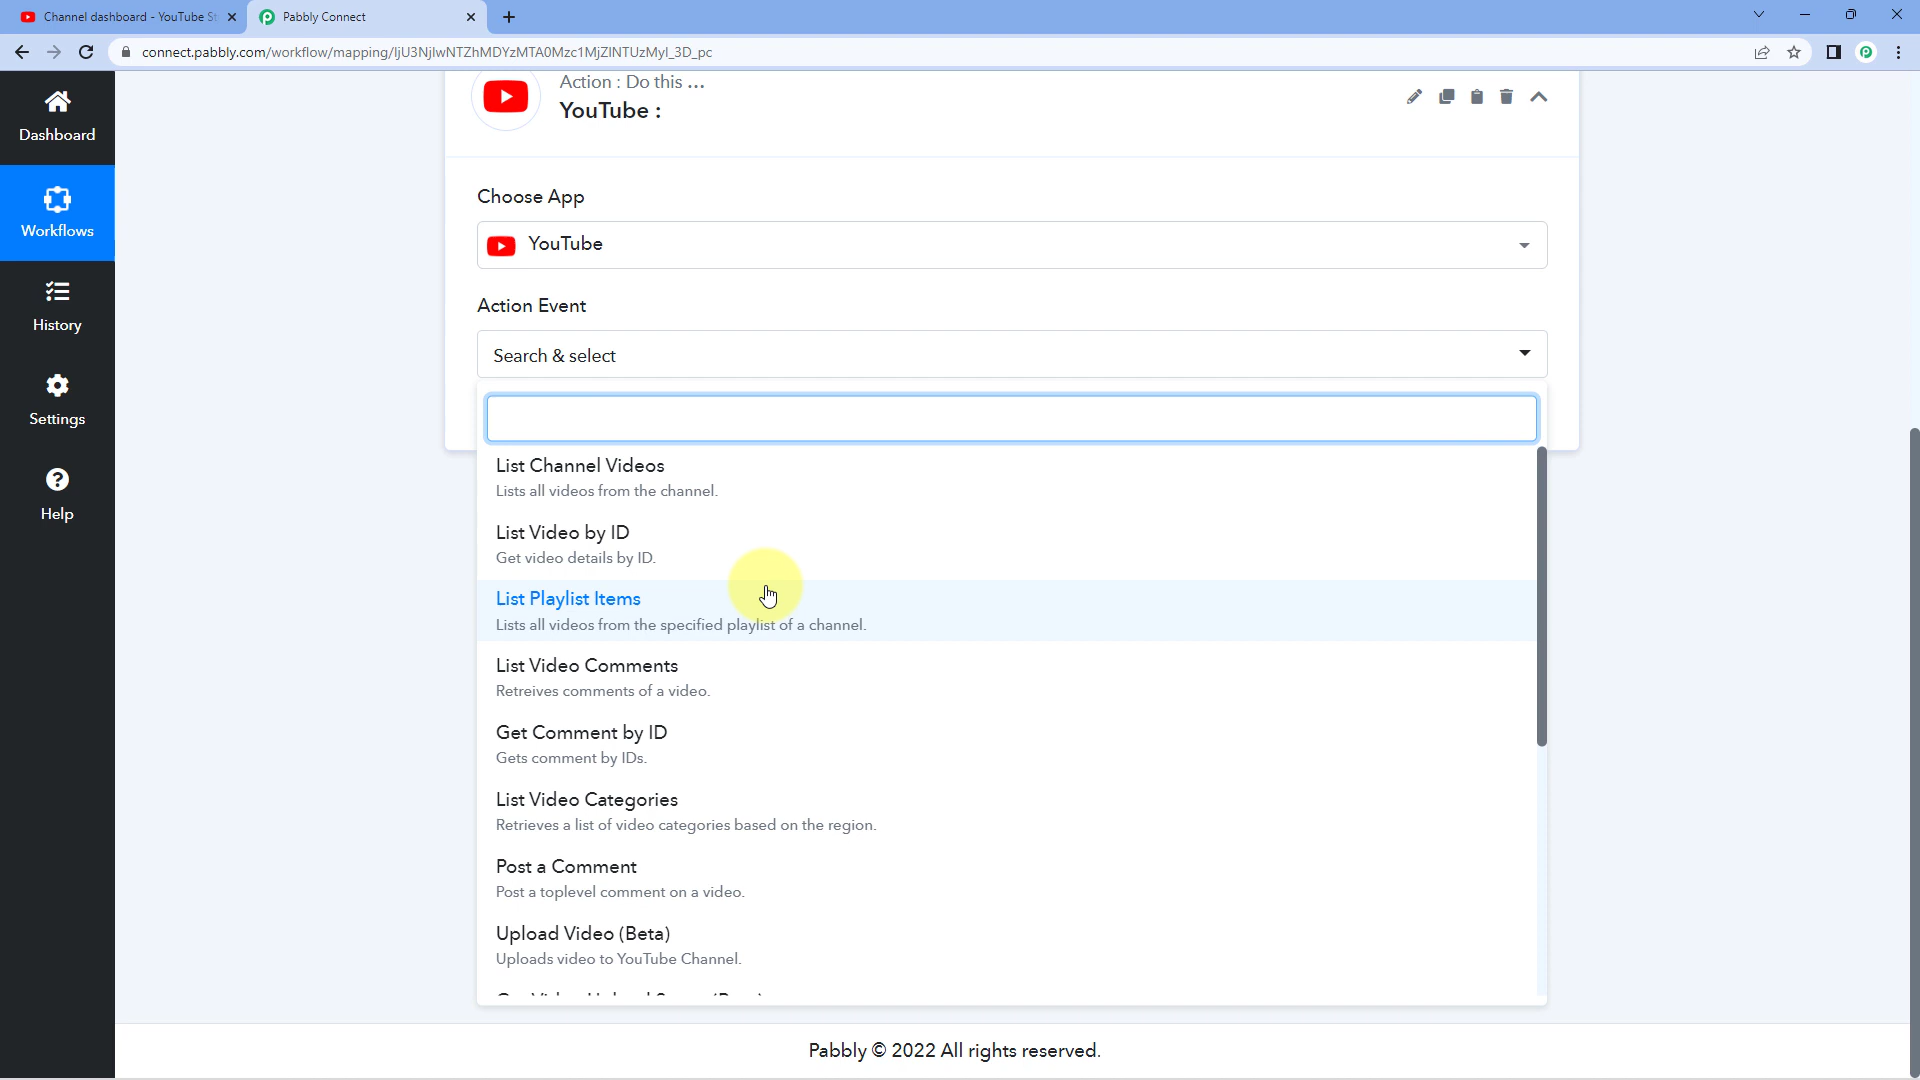 Channel dashboard - YouTube St
Pabbly Connect
connect.pabbly.com/workflow/mapping/IjU3NjIwNTZhMDYzMTA0Mzc1MjZlNTUzMyI_3D_pc
Dashboard
Workflows
History
Settings
Help
Action : Do this ...
YouTube :
Choose App
YouTube
Action Event
Search & select
List Channel Videos
Lists all videos from the channel.
List Video by ID
Get video details by ID.
List Playlist Items
Lists all videos from the specified playlist of a channel.
List Video Comments
Retreives comments of a video.
Get Comment by ID
Gets comment by IDs.
List Video Categories
Retrieves a list of video categories based on the region.
Post a Comment
Post a toplevel comment on a video.
Upload Video (Beta)
Uploads video to YouTube Channel.
Pabbly © 2022 All rights reserved.